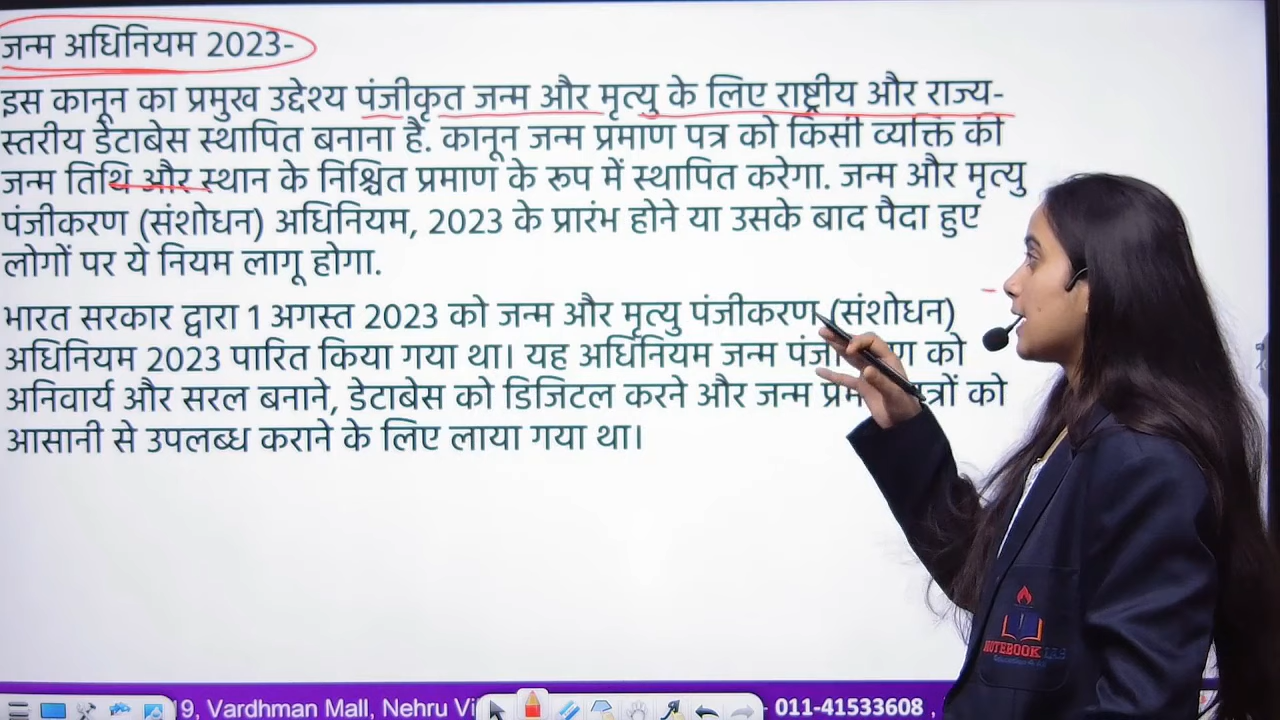 जन्म अधिनियम 2023-
इस कानून का प्रमुख उद्देश्य पंजीकृत जन्म और मृत्यु के लिए राष्ट्रीय और राज्य-
स्तरीय डेटाबेस स्थापित बनाना है. कानून जन्म प्रमाण पत्र को किसी व्यक्ति की
जन्म तिथि और स्थान के निश्चित प्रमाण के रूप में स्थापित करेगा. जन्म और मृत्यु
पंजीकरण (संशोधन) अधिनियम, 2023 के प्रारंभ होने या उसके बाद पैदा हुए
लोगों पर ये नियम लागू होगा.
भारत सरकार द्वारा 1 अगस्त 2023 को जन्म और मृत्यु पंजीकरण (संशोधन)
अधिनियम 2023 पारित किया गया था। यह अधिनियम जन्म को
अनिवार्य और सरल बनाने, डेटाबेस को डिजिटल करने और जन्म को
आसानी से उपलब्ध कराने के लिए लाया गया था।
NOTEBOOK
9, Vardhman Mall, Nehru 011-41533608 ,